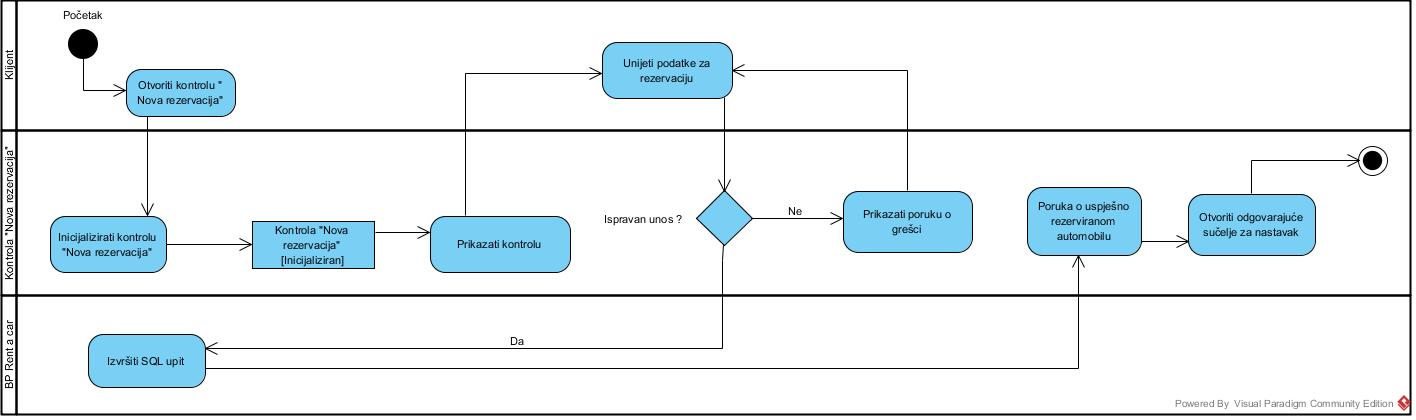 Klijent
Početak
Otvoriti kontrolu "
Nova rezervacija"
Unijeti podatke za
rezervaciju
Kontrola "Nova rezervacija"
Inicijalizirati kontrolu
"Nova rezervacija"
Kontrola "Nova
rezervacija"
[Inicijaliziran]
Prikazati kontrolu
Ispravan unos ?
Ne
Prikazati poruku o
grešci
Poruka o uspješno
rezerviranom
automobilu
Otvoriti odgovarajuće
sučelje za nastavak
BP Rent a car
Da
Izvršiti SQL upit
Powered By Visual Paradigm Community Edition